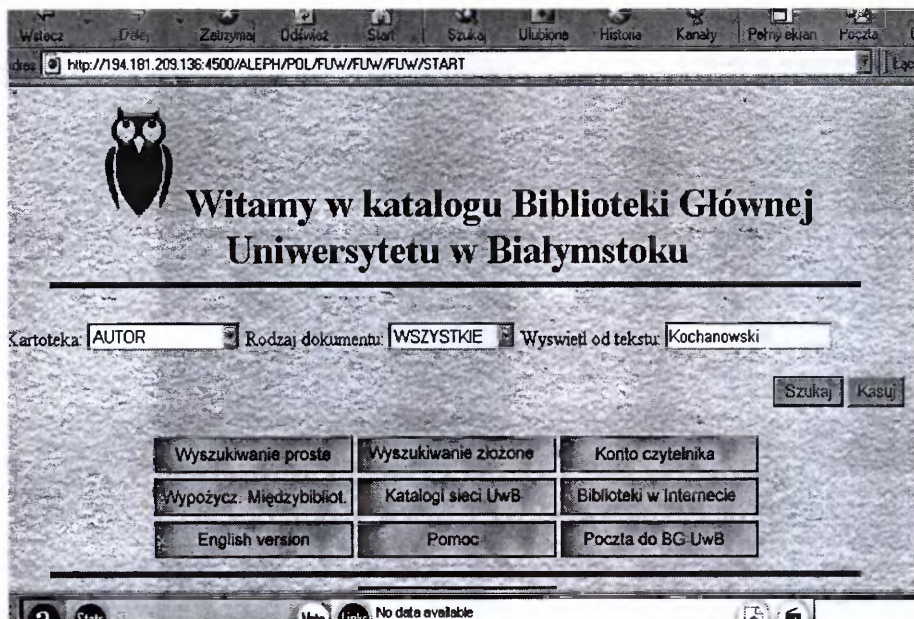 Wstecz Dalej Zatrzymaj Odśwież Start Szukaj Ulubione Historia Kanały Pełny ekran Poczta
http://194.181.209.136:4500/ALEPH/POL/FUW/FUW/FUW/START
Witamy w katalogu Biblioteki Głównej
Uniwersytetu w Białymstoku
Kartoteka: AUTOR Rodzaj dokumentu: WSZYSTKIE Wyswietl od tekstu: Kochanowski
Szukaj Kasuj
Wyszukiwanie proste Wyszukiwanie złożone Konto czytelnika
Wypożycz. Międzybibliot. Katalogi sieci UwB Biblioteki w Internecie
English version Pomoc Poczta do BG UwB
No data available